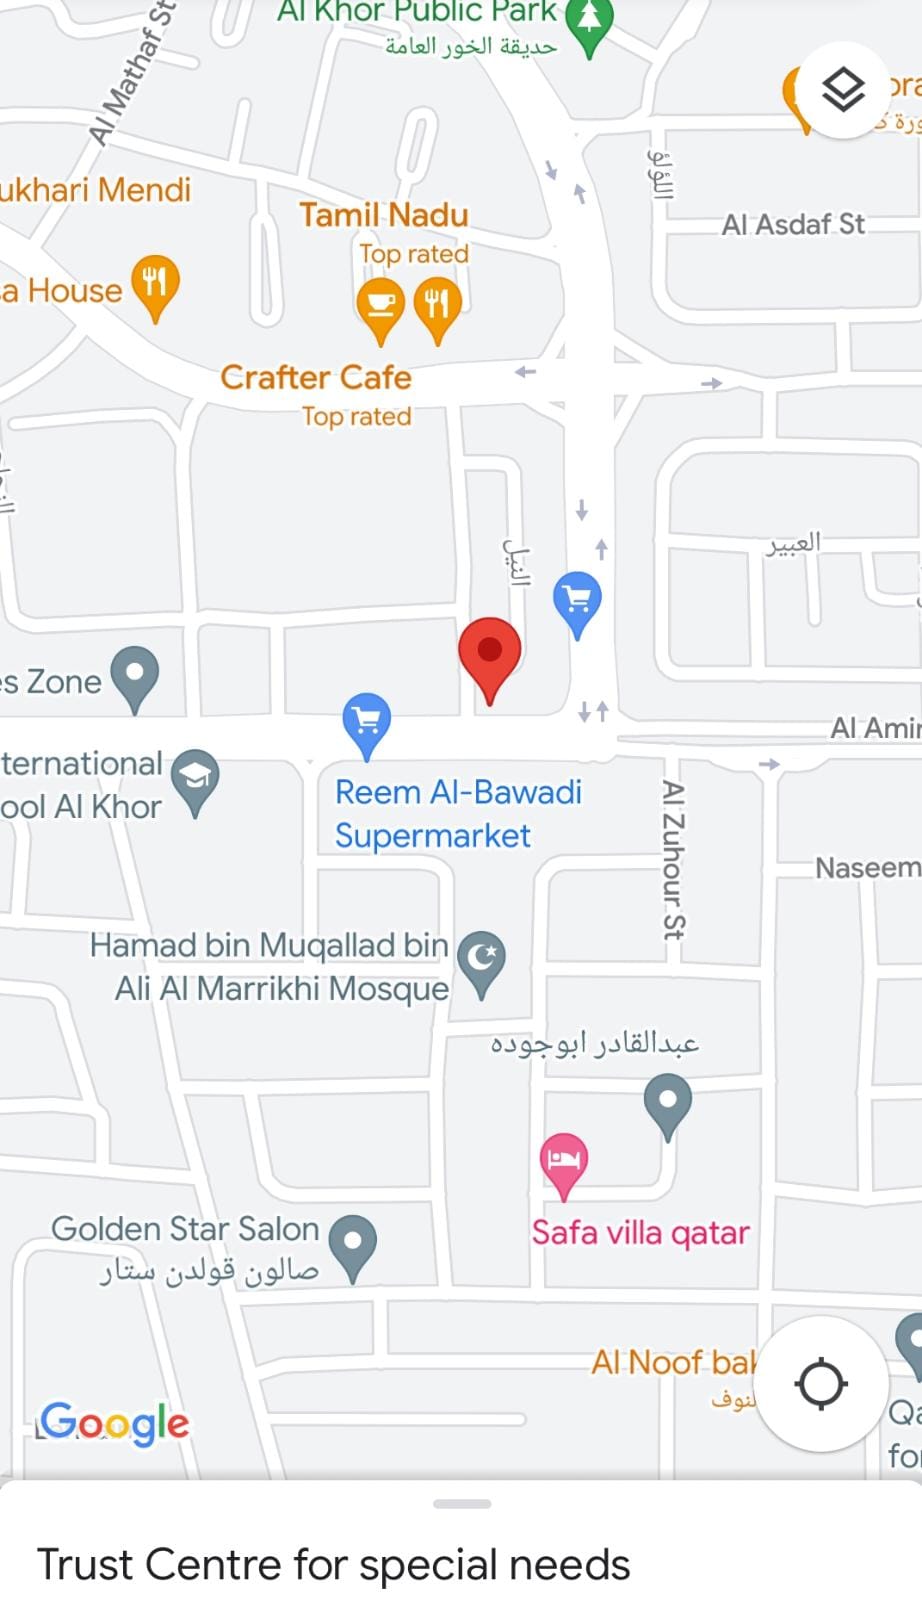 Al Khor Public Park
حديقة الخور العامة
Al Mathaf St
اللؤلؤ
ukhari Mendi
Tamil Nadu
Top rated
Al Asdaf St
a House
Crafter Cafe
Top rated
العبير
النيل
s Zone
Al Amir
ternational
ool Al Khor
Reem Al-Bawadi
Supermarket
Al Zuhour St
Naseem
Hamad bin Muqallad bin
Ali Al Marrikhi Mosque
عبدالقادر ابوجوده
Safa villa qatar
Golden Star Salon
صالون قولدن ستار
Al Noof bak
لنوف
Qa
for
Google
Trust Centre for special needs